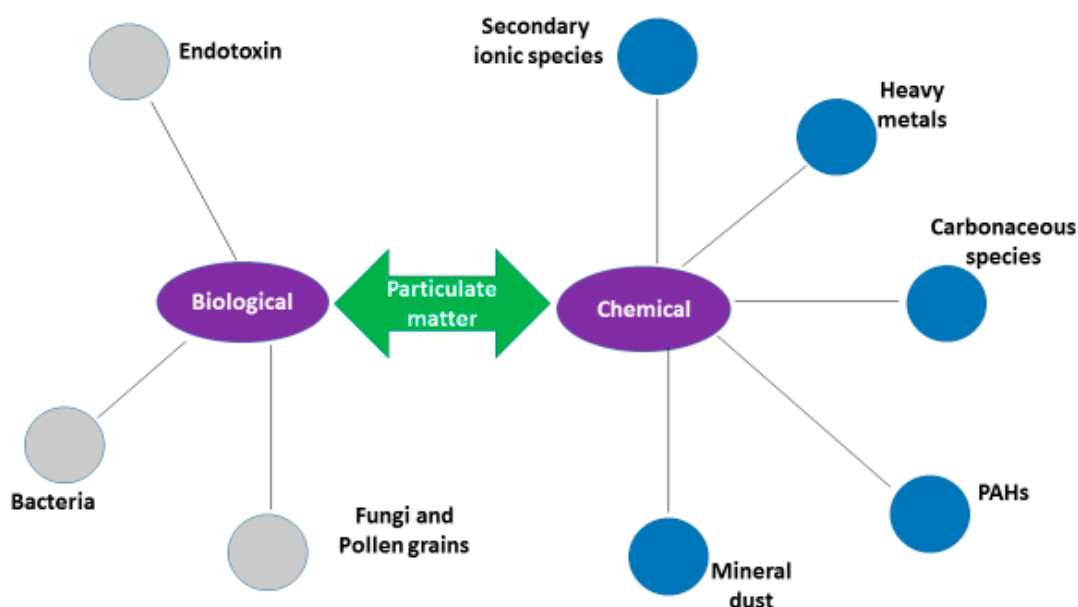 Endotoxin
Secondary
ionic species
Heavy
metals
Carbonaceous
species
Biological
Particulate
matter
Chemical
Bacteria
Fungi and
Pollen grains
PAHs
Mineral
dust